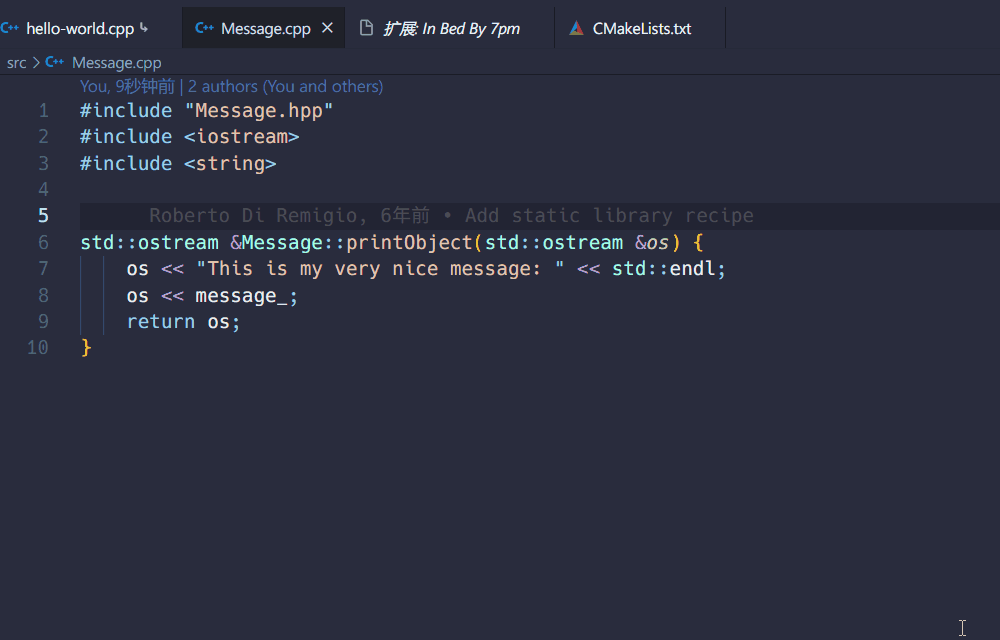 C++ hello-world.cpp
C++ Message.cpp ×
扩展: In Bed By 7pm
CMakeLists.txt
src > C++ Message.cpp
You, 9秒钟前 | 2 authors (You and others)
1 #include "Message.hpp"
2 #include <iostream>
3 #include <string>
4
5 Roberto Di Remigio, 6年前 • Add static library recipe
6 std::ostream &Message::printObject(std::ostream &os) {
7 os << "This is my very nice message: " << std::endl;
8 os << message_;
9 return os;
10 }